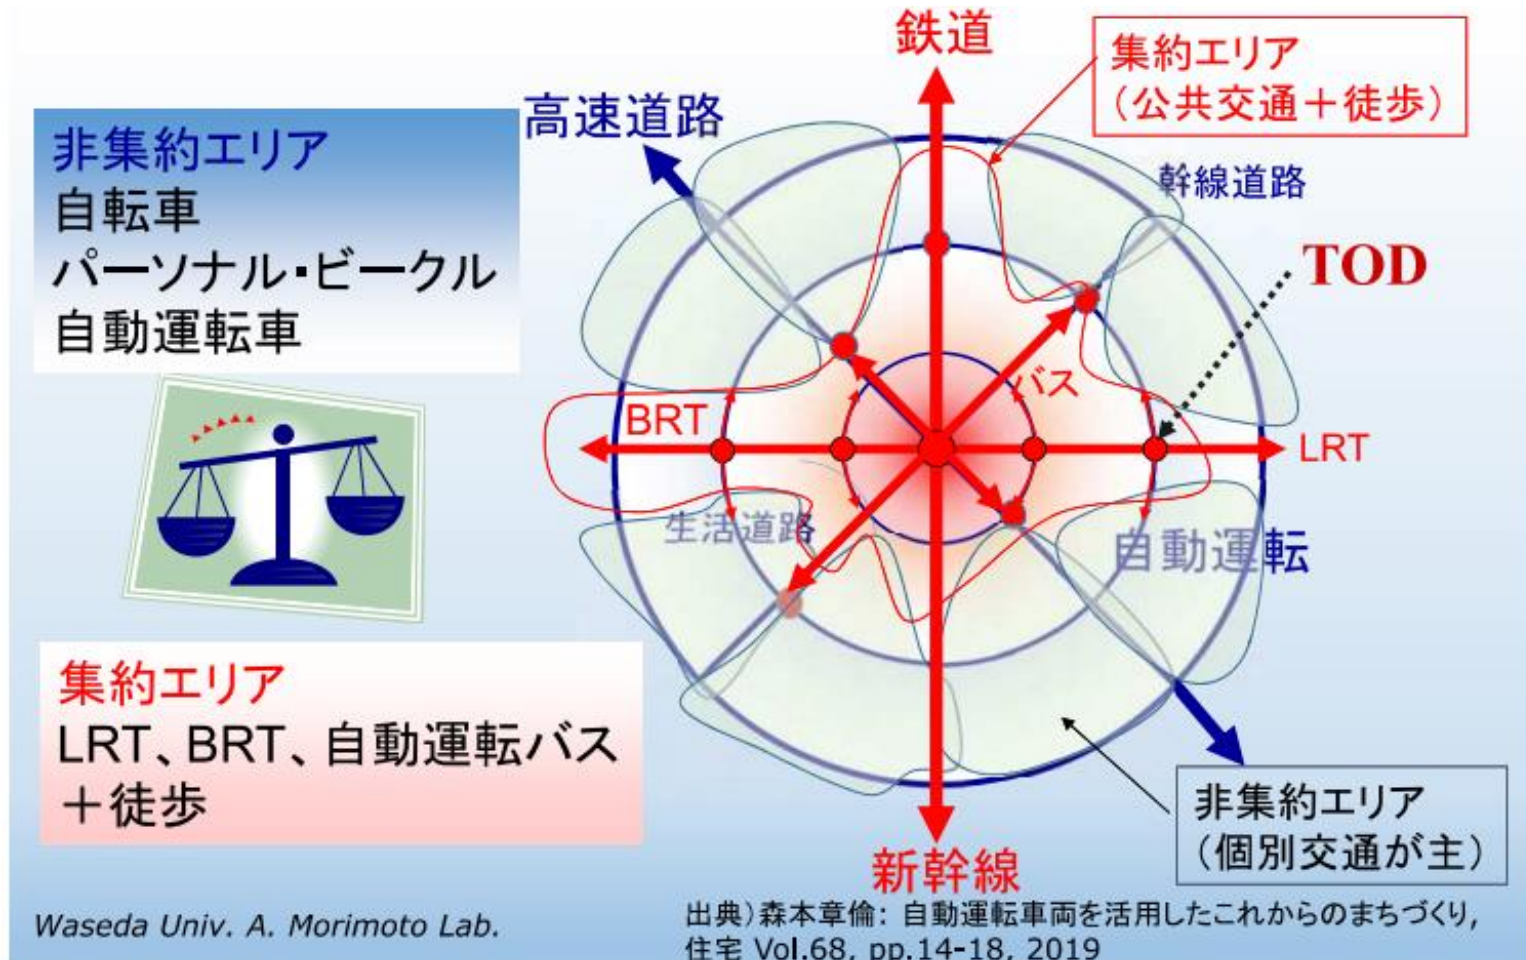 鉄道
集約エリア
(公共交通+徒歩)
高速道路
非集約エリア
自転車
パーソナル・ビークル
自動運転車
幹線道路
TOD
バス
BRT
LRT
生活道路
自動運転
集約エリア
LRT、BRT、自動運転バス
+徒歩
非集約エリア
(個別交通が主)
新幹線
Waseda Univ. A. Morimoto Lab.
出典)森本章倫: 自動運転車両を活用したこれからのまちづくり,
住宅 Vol.68, pp.14-18, 2019